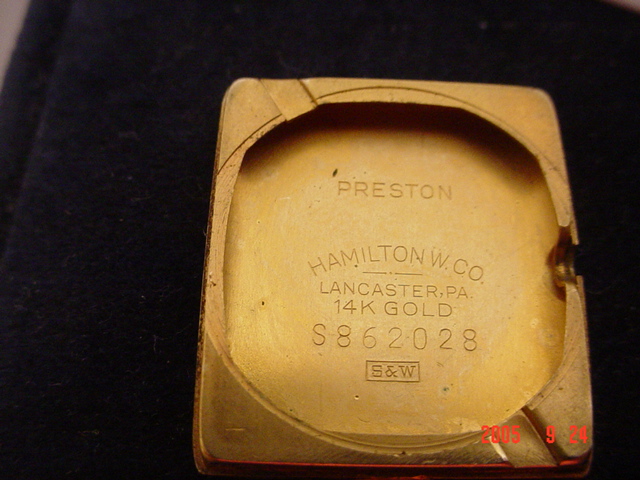 PRESTON
HAMILTON W. CO.
LANCASTER, PA.
14K GOLD
S862028
S&W
2005 9 24